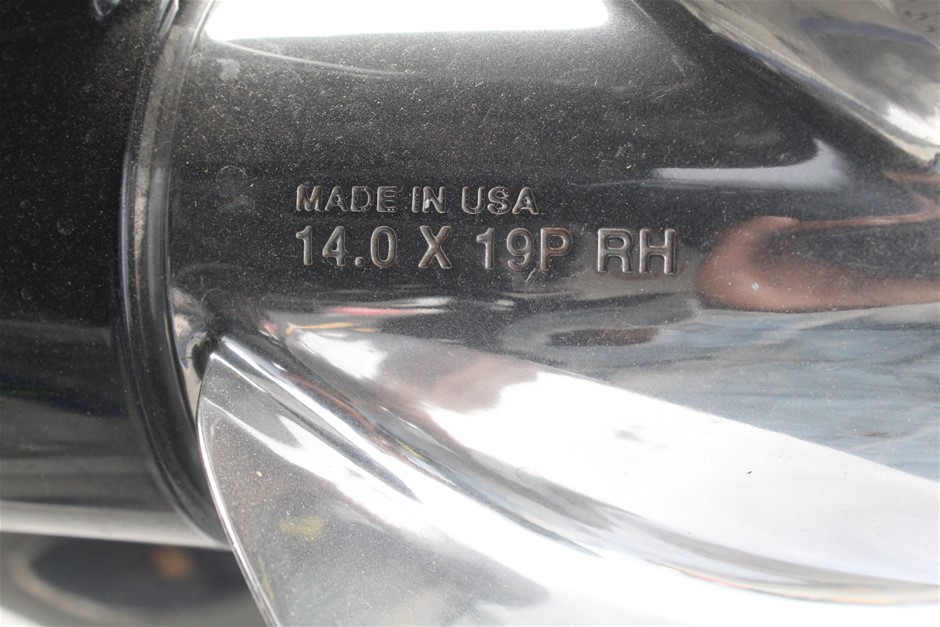 MADE IN USA
14.0 X 19P RH